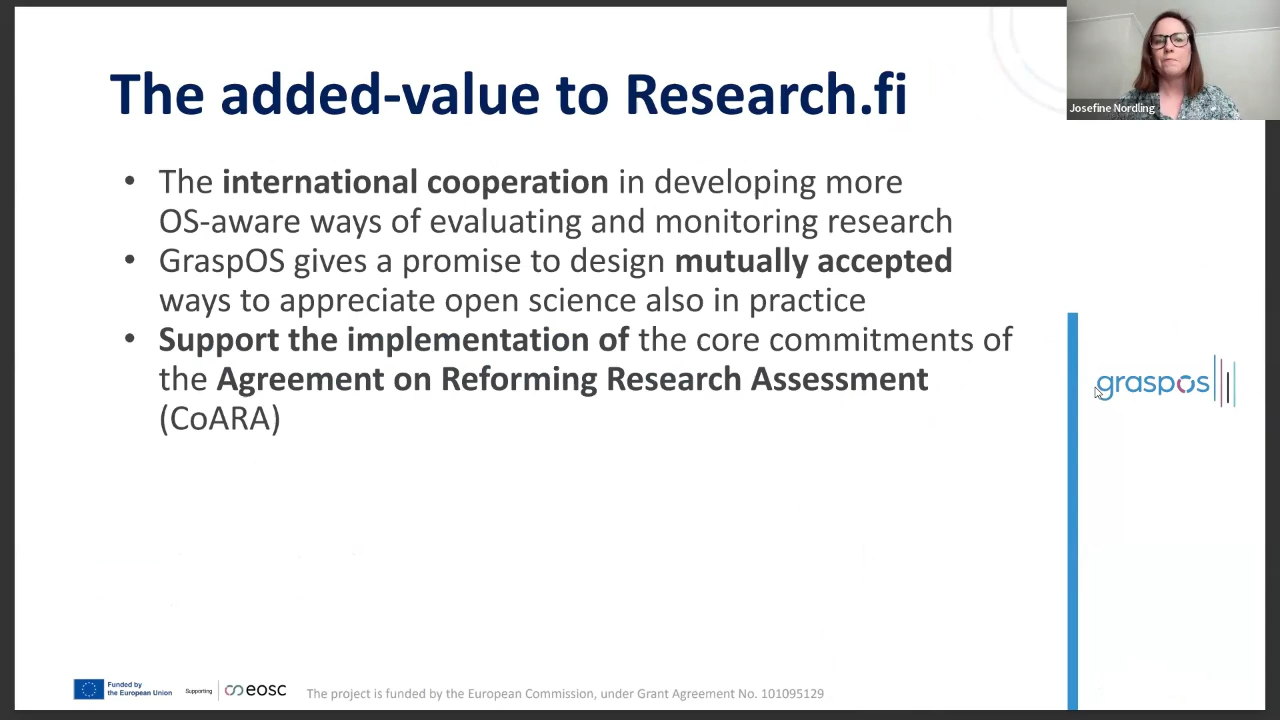 The added-value to Research.fi
Josefine Nordling
• The international cooperation in developing more
OS-aware ways of evaluating and monitoring research
• GraspOS gives a promise to design mutually accepted
ways to appreciate open science also in practice
• Support the implementation of the core commitments of
the Agreement on Reforming Research Assessment
(CoARA)
graspos
Funded by
the European Union
Supporting
eosc
The project is funded by the European Commission, under Grant Agreement No. 101095129